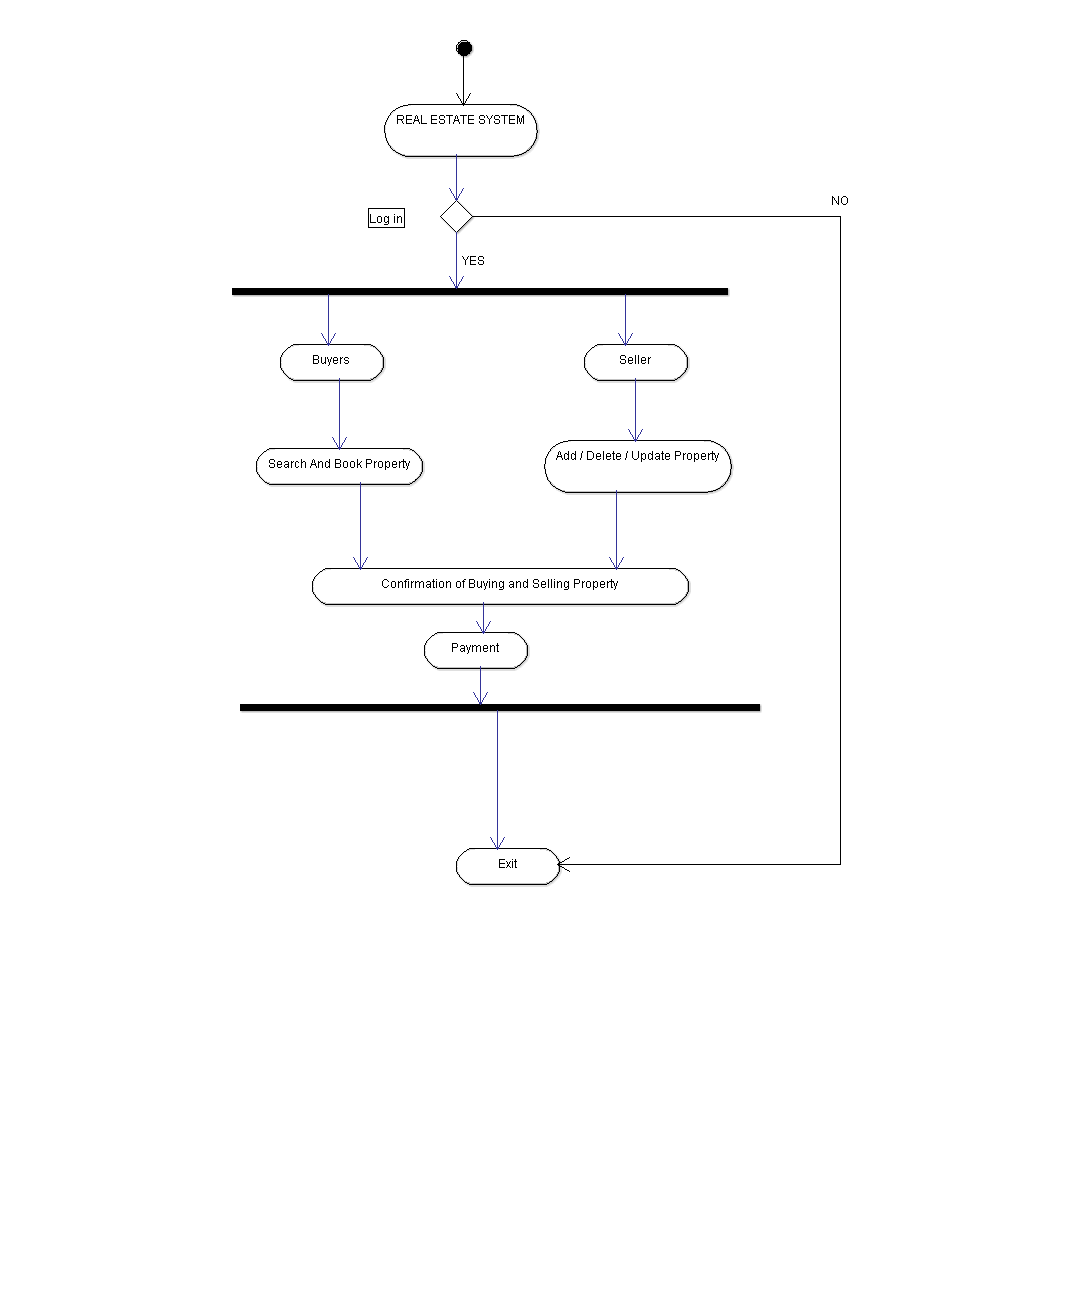 REAL ESTATE SYSTEM
NO
Log in
YES
Buyers
Seller
Search And Book Property
Add / Delete / Update Property
Confirmation of Buying and Selling Property
Payment
Exit